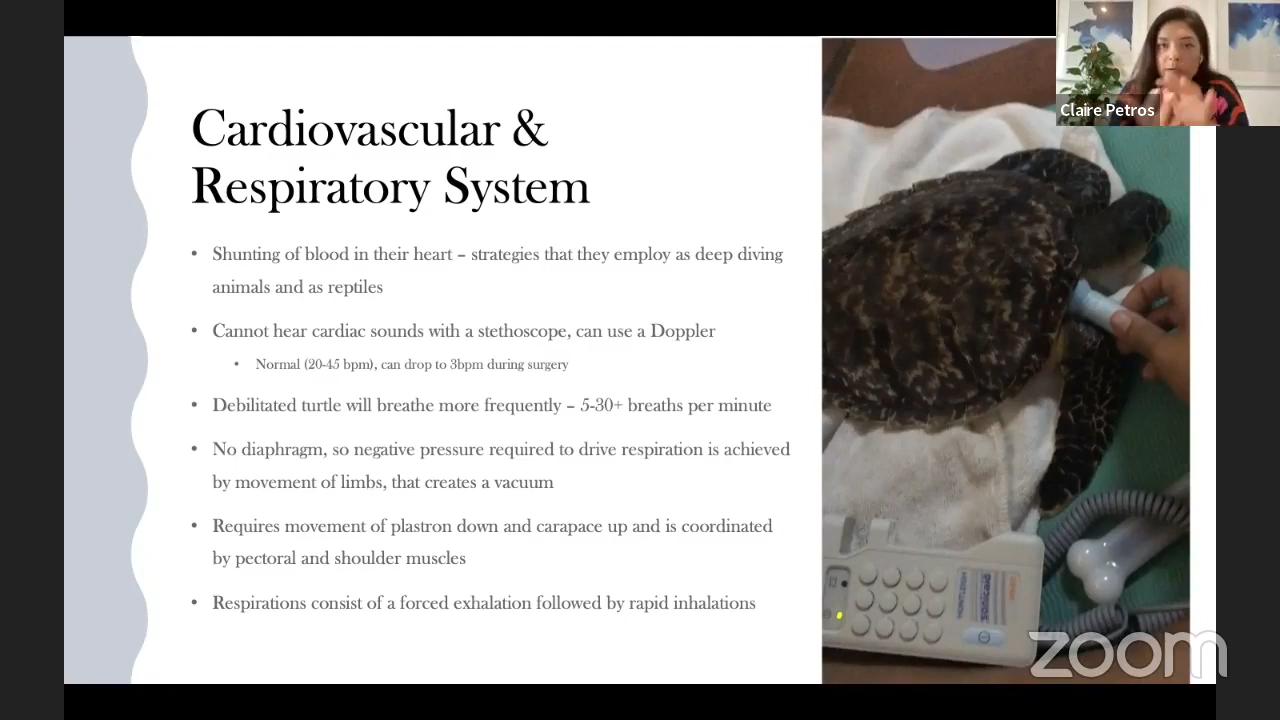 Claire Petros
Cardiovascular &
Respiratory System
• Shunting of blood in their heart – strategies that they employ as deep diving
animals and as reptiles
• Cannot hear cardiac sounds with a stethoscope, can use a Doppler
• Normal (20-45 bpm), can drop to 3bpm during surgery
• Debilitated turtle will breathe more frequently – 5-30+ breaths per minute
• No diaphragm, so negative pressure required to drive respiration is achieved
by movement of limbs, that creates a vacuum
• Requires movement of plastron down and carapace up and is coordinated
by pectoral and shoulder muscles
• Respirations consist of a forced exhalation followed by rapid inhalations
HUNTLEIGH
zoom